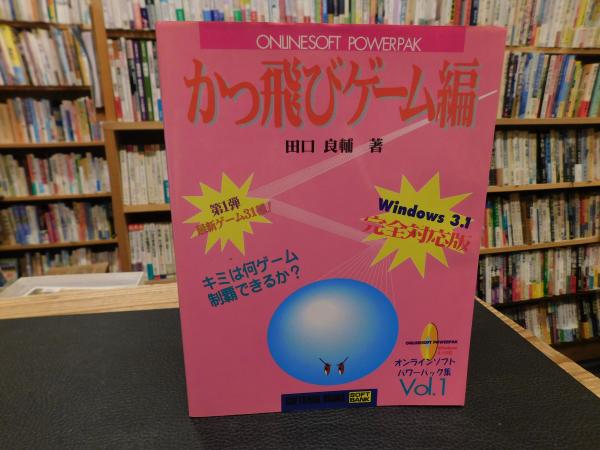 ONLINESOFT POWERPAK
かっ飛びゲーム編
田口 良輔 著
第1弾
最新ゲーム31種!
Windows 3.1
完全対応版
キミは何ゲーム
制覇できるか?
ONLINESOFT POWERPAK
オンラインソフト
パワーパック集
Vol.1
SOFT
BANK